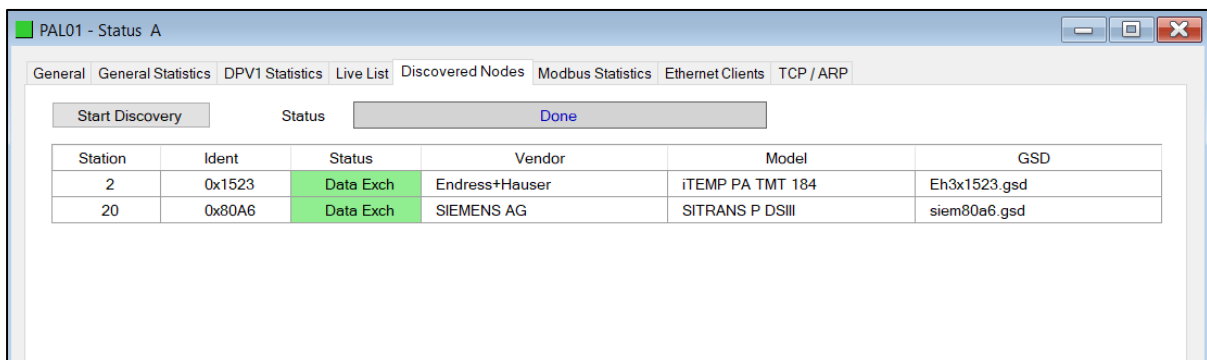 PAL01 - Status A
General General Statistics DPV1 Statistics Live List Discovered Nodes Modbus Statistics Ethernet Clients TCP / ARP
Start Discovery Status Done
Station Ident Status Vendor Model GSD
2 0x1523 Data Exch Endress+Hauser iTEMP PA TMT 184 Eh3x1523.gsd
20 0x80A6 Data Exch SIEMENS AG SITRANS P DSIII siem80a6.gsd